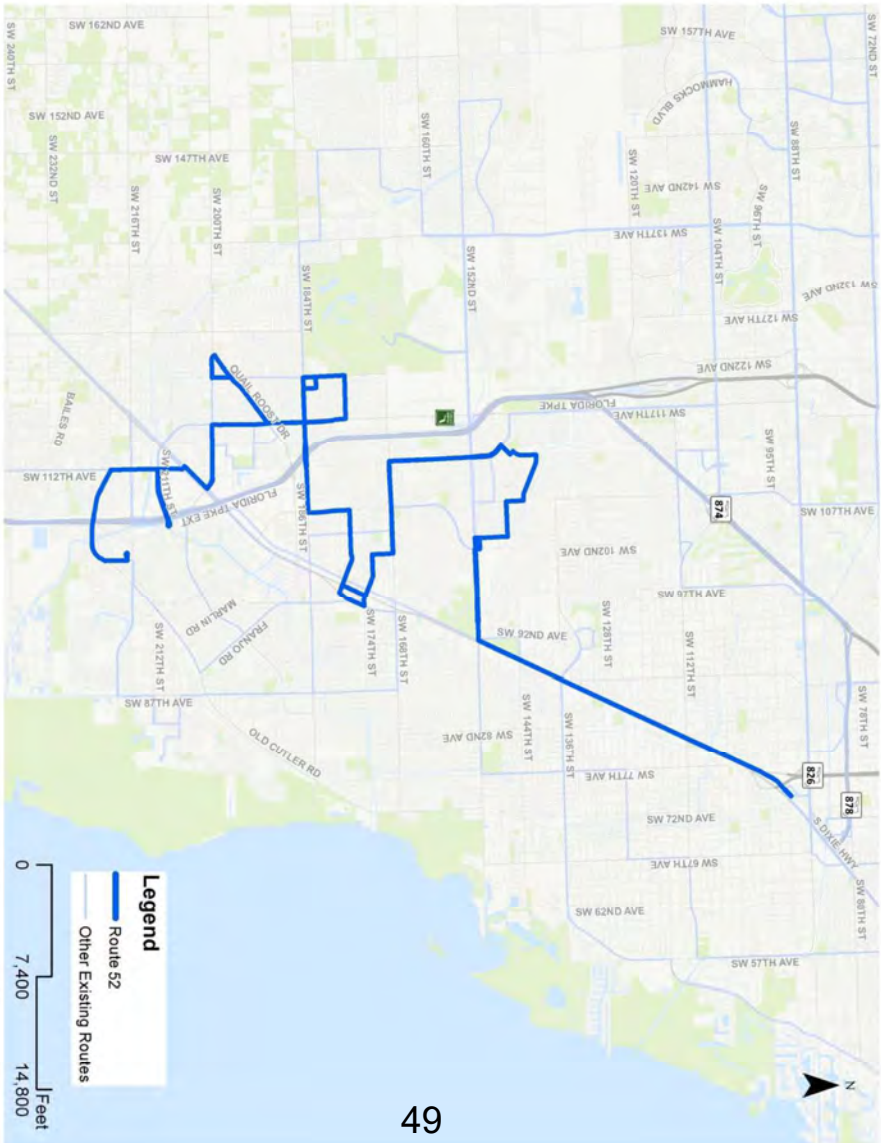 SW 162ND AVE
SW 240TH ST
SW 152ND AVE
SW 232ND ST
SW 147TH AVE
SW 216TH ST
SW 200TH ST
SW 184TH ST
SW 160TH ST
SW 152ND ST
SW 157TH AVE
HAMMOCKS BLVD
SW 72ND ST
SW 88TH ST
SW 120TH ST
SW 142ND AVE
SW 96TH ST
SW 104TH ST
SW 137TH AVE
SW 132ND AVE
SW 127TH AVE
SW 122ND AVE
FLORIDA TPKE
SW 117TH AVE
QUAIL ROOST DR
BAILES RD
SW 112TH AVE
SW 211TH ST
FLORIDA TPKE EXT
SW 186TH ST
SW 95TH ST
874
SW 107TH AVE
SW 102ND AVE
SW 97TH AVE
MARLIN RD
FRANJO RD
SW 174TH ST
SW 168TH ST
SW 92ND AVE
SW 128TH ST
SW 112TH ST
SW 212TH ST
SW 87TH AVE
OLD CUTLER RD
SW 82ND AVE
SW 144TH ST
SW 136TH ST
SW 77TH AVE
SW 78TH ST
826
878
SW 72ND AVE
S DIXIE HWY
SW 67TH AVE
SW 88TH ST
SW 62ND AVE
SW 57TH AVE
Legend
Route 52
Other Existing Routes
0 7,400 14,800
Feet
N
49